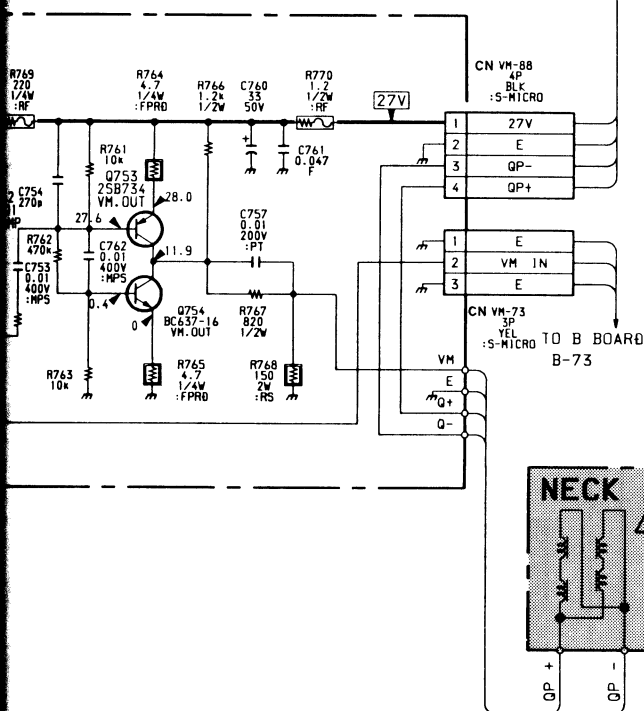 R769
220
1/4W
:RF
R764
4.7
1/4W
:FPRD
R766
1.2k
1/2W
C760
33
50V
R770
1.2
1/2W
:RF
27V
CN VM-88
4P
BLK
:S-MICRO
1 27V
2 E
3 QP-
4 QP+
R761
10k
Q753
2SB734
VM.OUT
28.0
+
C761
0.047
F
C754
270p
27.6
R762
470k
C753
0.01
400V
:MPS
C762
0.01
400V
:MPS
11.9
C757
0.01
200V
:PT
1 E
2 VM IN
3 E
0.4
0
Q754
BC637-16
VM.OUT
R767
820
1/2W
CN VM-73
3P
YEL
:S-MICRO
TO B BOARD
B-73
R763
10k
R765
4.7
1/4W
:FPRD
R768
150
2W
:RS
VM
E
Q+
Q-
NECK
QP +
QP -